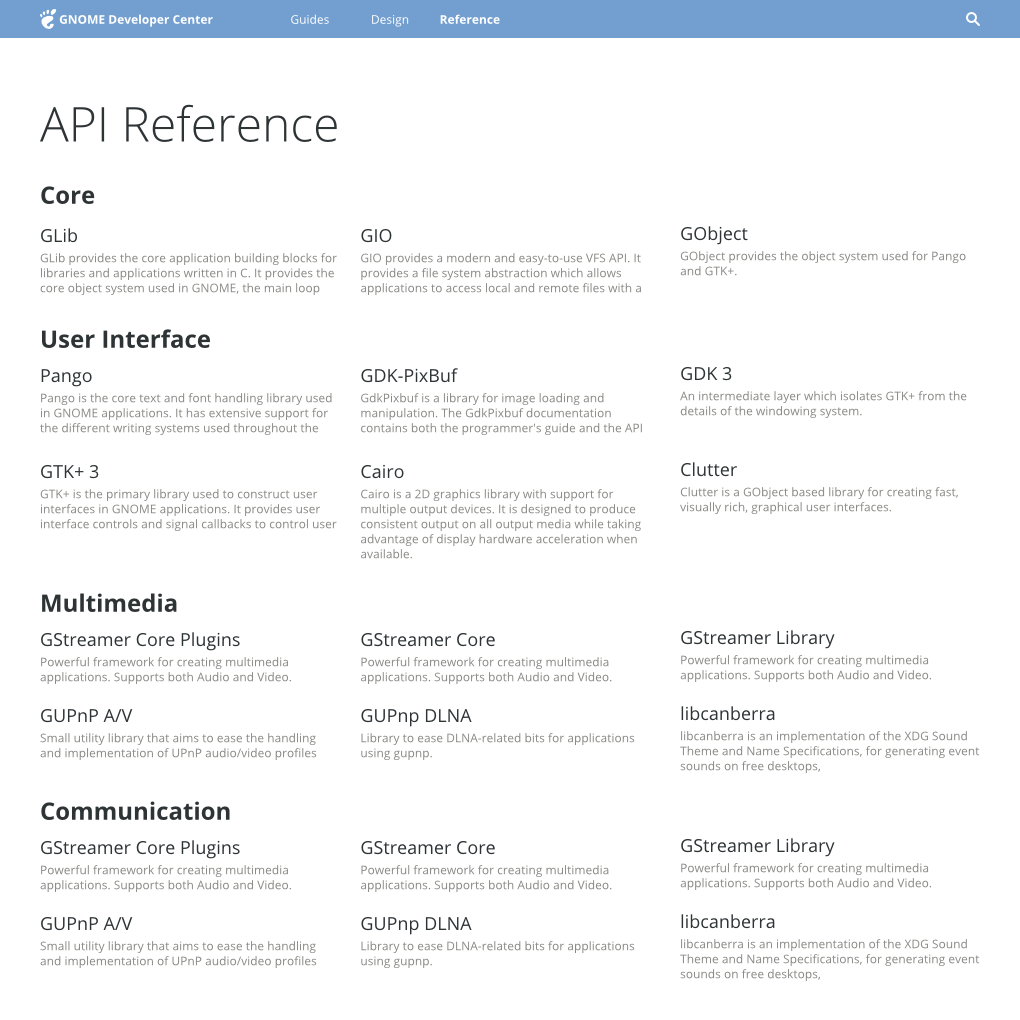 GNOME Developer Center Guides Design Reference
API Reference
Core
GLib
GLib provides the core application building blocks for
libraries and applications written in C. It provides the
core object system used in GNOME, the main loop
GIO
GIO provides a modern and easy-to-use VFS API. It
provides a file system abstraction which allows
applications to access local and remote files with a
GObject
GObject provides the object system used for Pango
and GTK+.
User Interface
Pango
Pango is the core text and font handling library used
in GNOME applications. It has extensive support for
the different writing systems used throughout the
GDK-PixBuf
GdkPixbuf is a library for image loading and
manipulation. The GdkPixbuf documentation
contains both the programmer's guide and the API
GDK 3
An intermediate layer which isolates GTK+ from the
details of the windowing system.
GTK+ 3
GTK+ is the primary library used to construct user
interfaces in GNOME applications. It provides user
interface controls and signal callbacks to control user
Cairo
Cairo is a 2D graphics library with support for
multiple output devices. It is designed to produce
consistent output on all output media while taking
advantage of display hardware acceleration when
available.
Clutter
Clutter is a GObject based library for creating fast,
visually rich, graphical user interfaces.
Multimedia
GStreamer Core Plugins
Powerful framework for creating multimedia
applications. Supports both Audio and Video.
GStreamer Core
Powerful framework for creating multimedia
applications. Supports both Audio and Video.
GStreamer Library
Powerful framework for creating multimedia
applications. Supports both Audio and Video.
GUPnP A/V
Small utility library that aims to ease the handling
and implementation of UPnP audio/video profiles
GUPnp DLNA
Library to ease DLNA-related bits for applications
using gupnp.
libcanberra
libcanberra is an implementation of the XDG Sound
Theme and Name Specifications, for generating event
sounds on free desktops,
Communication
GStreamer Core Plugins
Powerful framework for creating multimedia
applications. Supports both Audio and Video.
GStreamer Core
Powerful framework for creating multimedia
applications. Supports both Audio and Video.
GStreamer Library
Powerful framework for creating multimedia
applications. Supports both Audio and Video.
GUPnP A/V
Small utility library that aims to ease the handling
and implementation of UPnP audio/video profiles
GUPnp DLNA
Library to ease DLNA-related bits for applications
using gupnp.
libcanberra
libcanberra is an implementation of the XDG Sound
Theme and Name Specifications, for generating event
sounds on free desktops,